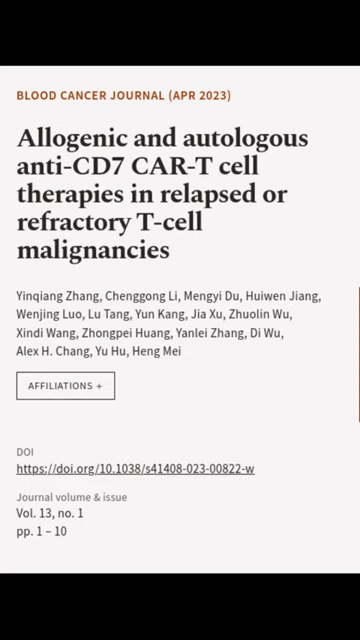 BLOOD CANCER JOURNAL (APR 2023)
Allogenic and autologous
anti-CD7 CAR-T cell
therapies in relapsed or
refractory T-cell
malignancies
Yinqiang Zhang, Chenggong Li, Mengyi Du, Huiwen Jiang,
Wenjing Luo, Lu Tang, Yun Kang, Jia Xu, Zhuolin Wu,
Xindi Wang, Zhongpei Huang, Yanlei Zhang, Di Wu,
Alex H. Chang, Yu Hu, Heng Mei
AFFILIATIONS +
DOI
https://doi.org/10.1038/s41408-023-00822-w
Journal volume & issue
Vol. 13, no. 1
pp. 1 – 10